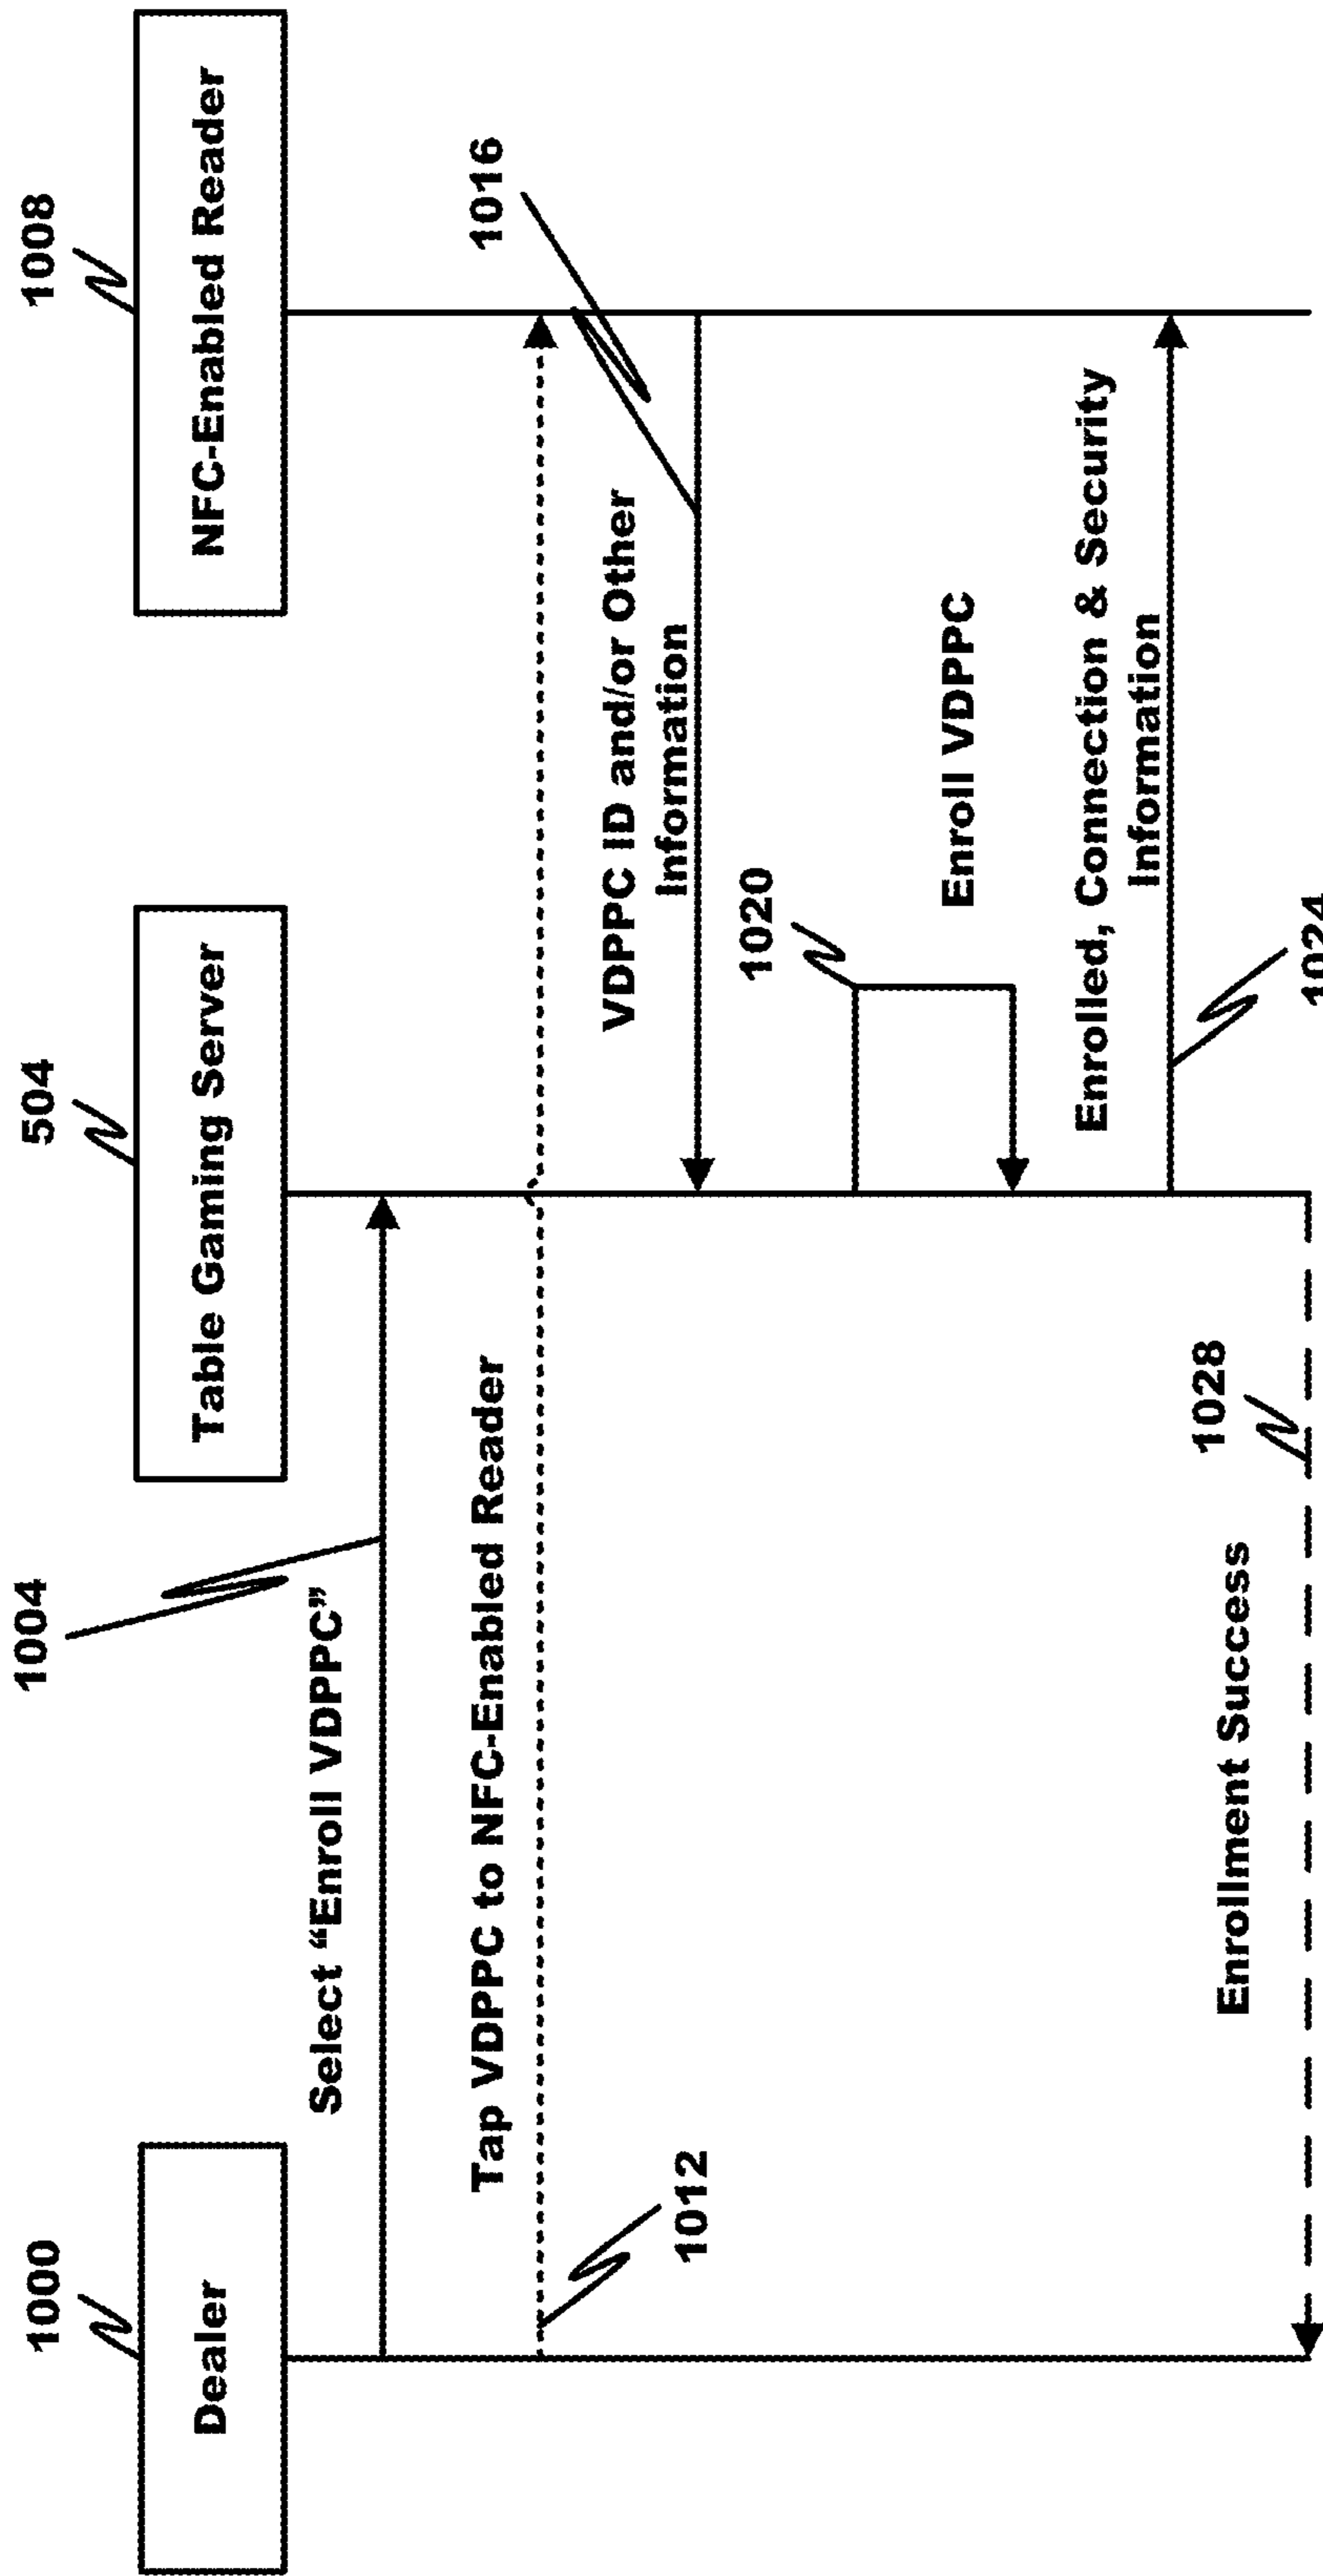 1000
504
1008
Dealer
Table Gaming Server
NFC-Enabled Reader
1004
Select “Enroll VDPPC”
Tap VDPPC to NFC-Enabled Reader
1012
1016
VDPPC ID and/or Other
Information
1020
Enroll VDPPC
Enrolled, Connection & Security
Information
1024
Enrollment Success
1028